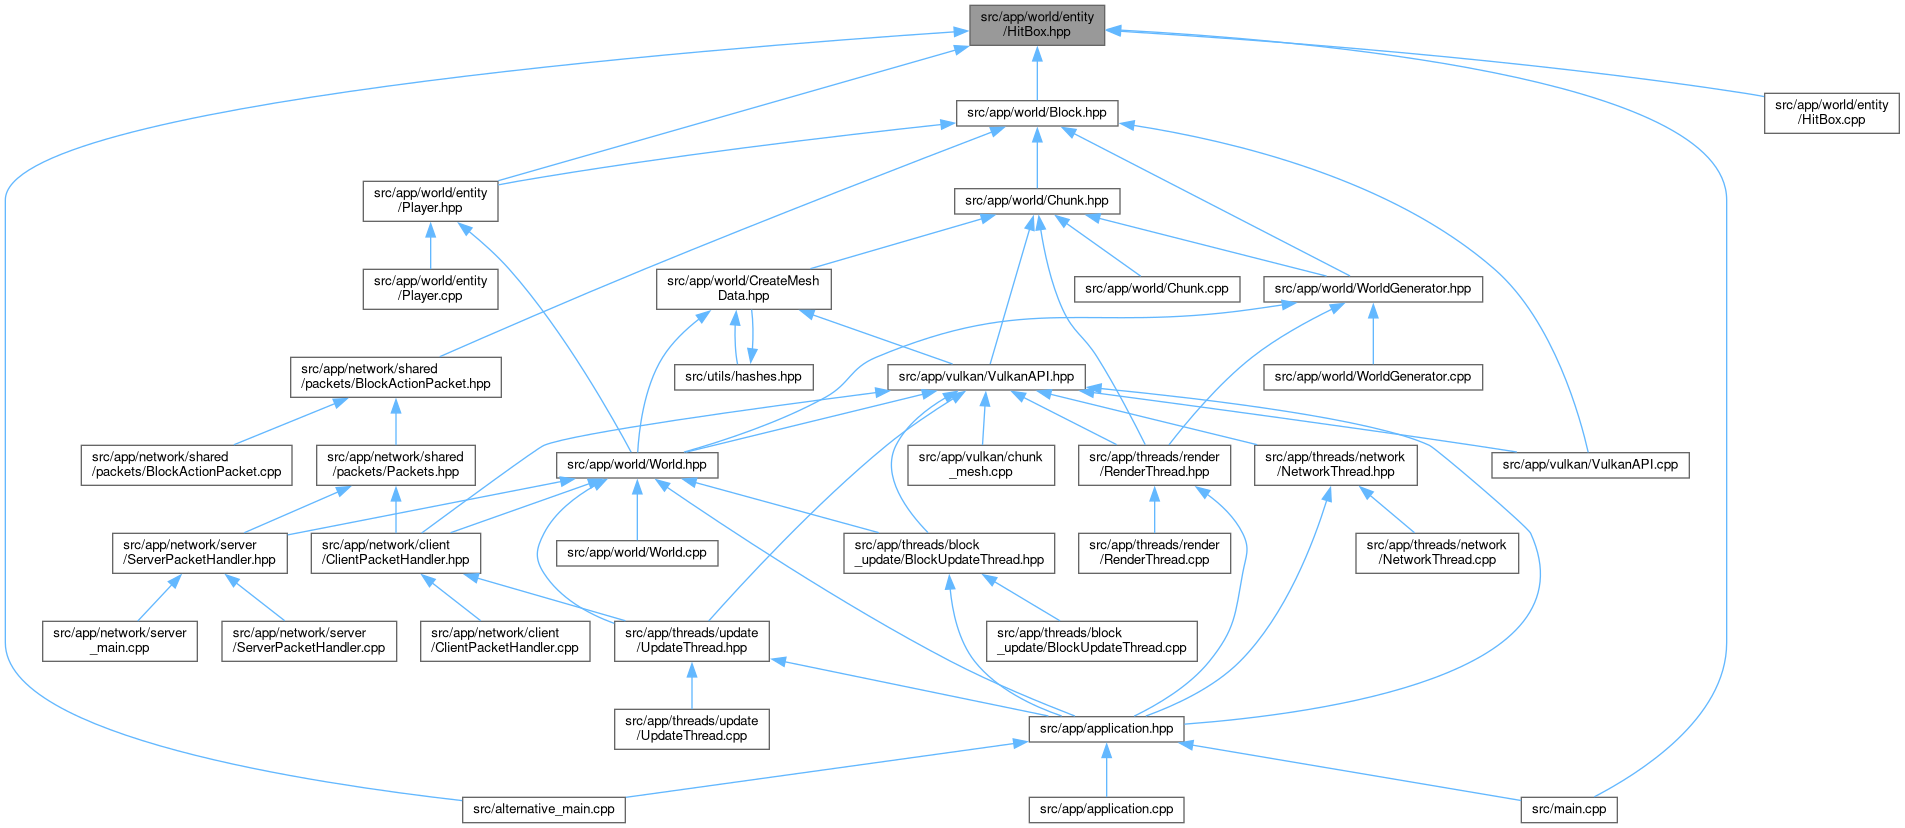 src/app/world/entity
/HitBox.hpp
src/app/world/Block.hpp
src/app/world/entity
/HitBox.cpp
src/app/world/entity
/Player.hpp
src/app/world/Chunk.hpp
src/app/world/entity
/Player.cpp
src/app/world/CreateMesh
Data.hpp
src/app/world/Chunk.cpp
src/app/world/WorldGenerator.hpp
src/app/network/shared
/packets/BlockActionPacket.hpp
src/utils/hashes.hpp
src/app/vulkan/VulkanAPI.hpp
src/app/world/WorldGenerator.cpp
src/app/network/shared
/packets/BlockActionPacket.cpp
src/app/network/shared
/packets/Packets.hpp
src/app/world/World.hpp
src/app/vulkan/chunk
_mesh.cpp
src/app/threads/render
/RenderThread.hpp
src/app/threads/network
/NetworkThread.hpp
src/app/vulkan/VulkanAPI.cpp
src/app/network/server
/ServerPacketHandler.hpp
src/app/network/client
/ClientPacketHandler.hpp
src/app/world/World.cpp
src/app/threads/block
_update/BlockUpdateThread.hpp
src/app/threads/render
/RenderThread.cpp
src/app/threads/network
/NetworkThread.cpp
src/app/network/server
_main.cpp
src/app/network/server
/ServerPacketHandler.cpp
src/app/network/client
/ClientPacketHandler.cpp
src/app/threads/update
/UpdateThread.hpp
src/app/threads/block
_update/BlockUpdateThread.cpp
src/app/threads/update
/UpdateThread.cpp
src/app/application.hpp
src/alternative_main.cpp
src/app/application.cpp
src/main.cpp